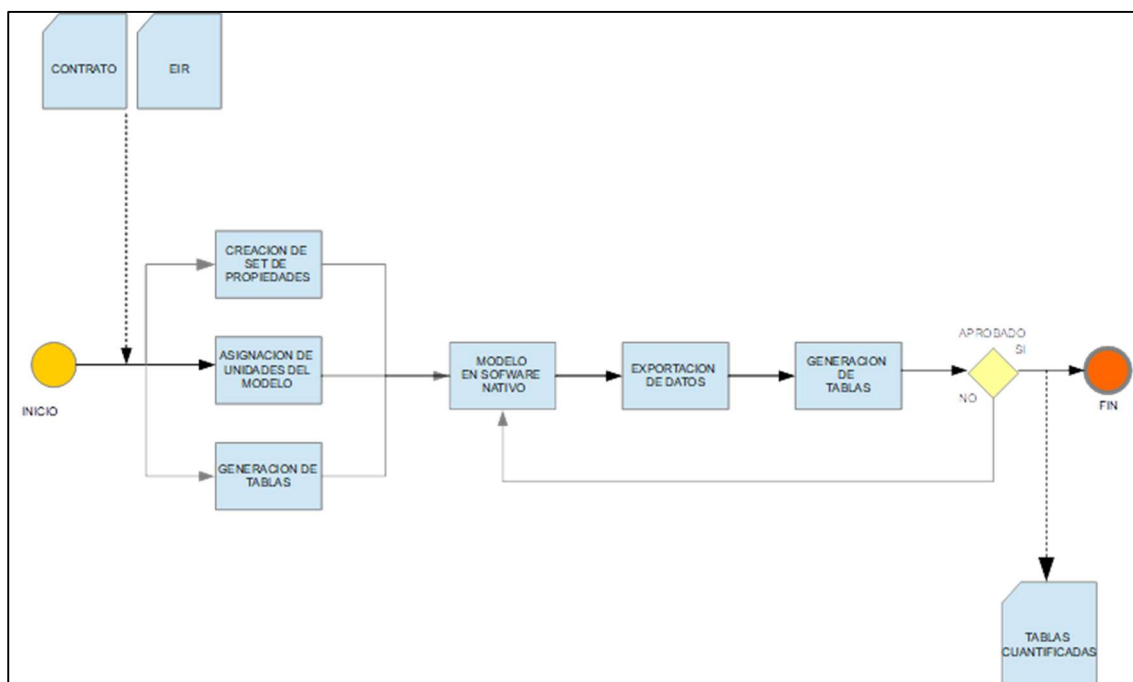 CONTRATO
EIR
CREACION DE
SET DE
PROPIEDADES
ASIGNACION DE
UNIDADES DEL
MODELO
GENERACION DE
TABLAS
INICIO
MODELO
EN SOFWARE
NATIVO
EXPORTACION
DE DATOS
GENERACION
DE
TABLAS
APROBADO
SI
NO
FIN
TABLAS
CUANTIFICADAS